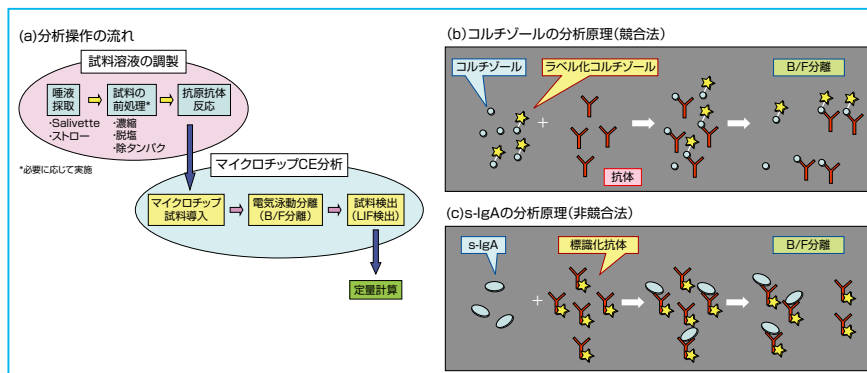 (a)分析操作の流れ
試料溶液の調製
唾液
採取
試料の
前処理*
抗原抗体
反応
・Salivette
・ストロー
・濃縮
・脱塩
・除タンパク
*必要に応じて実施
マイクロチップCE分析
マイクロチップ
試料導入
電気泳動分離
(B/F分離)
試料検出
(LIF検出)
定量計算
(b)コルチゾールの分析原理(競合法)
コルチゾール
ラベル化コルチゾール
B/F分離
+
抗体
(c)s-IgAの分析原理(非競合法)
s-IgA
標識化抗体
B/F分離
+